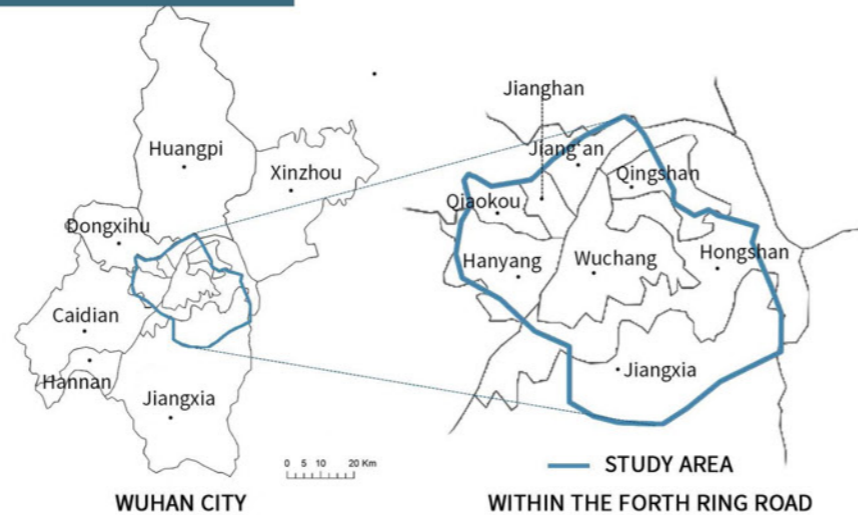 Huangpi
Xinzhou
Dongxihu
Caidian
Hannan
Jiangxia
0 5 10 20 Km
WUHAN CITY
Jianghan
Jiang'an
Qingshan
Qiaokou
Hanyang
Wuchang
Hongshan
Jiangxia
STUDY AREA
WITHIN THE FORTH RING ROAD